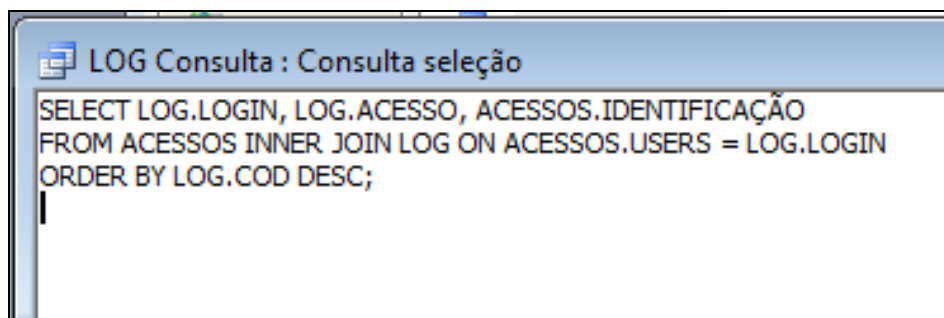 LOG Consulta : Consulta seleção
SELECT LOG.LOGIN, LOG.ACESSO, ACESSOS.IDENTIFICAÇÃO
FROM ACESSOS INNER JOIN LOG ON ACESSOS.USERS = LOG.LOGIN
ORDER BY LOG.COD DESC;